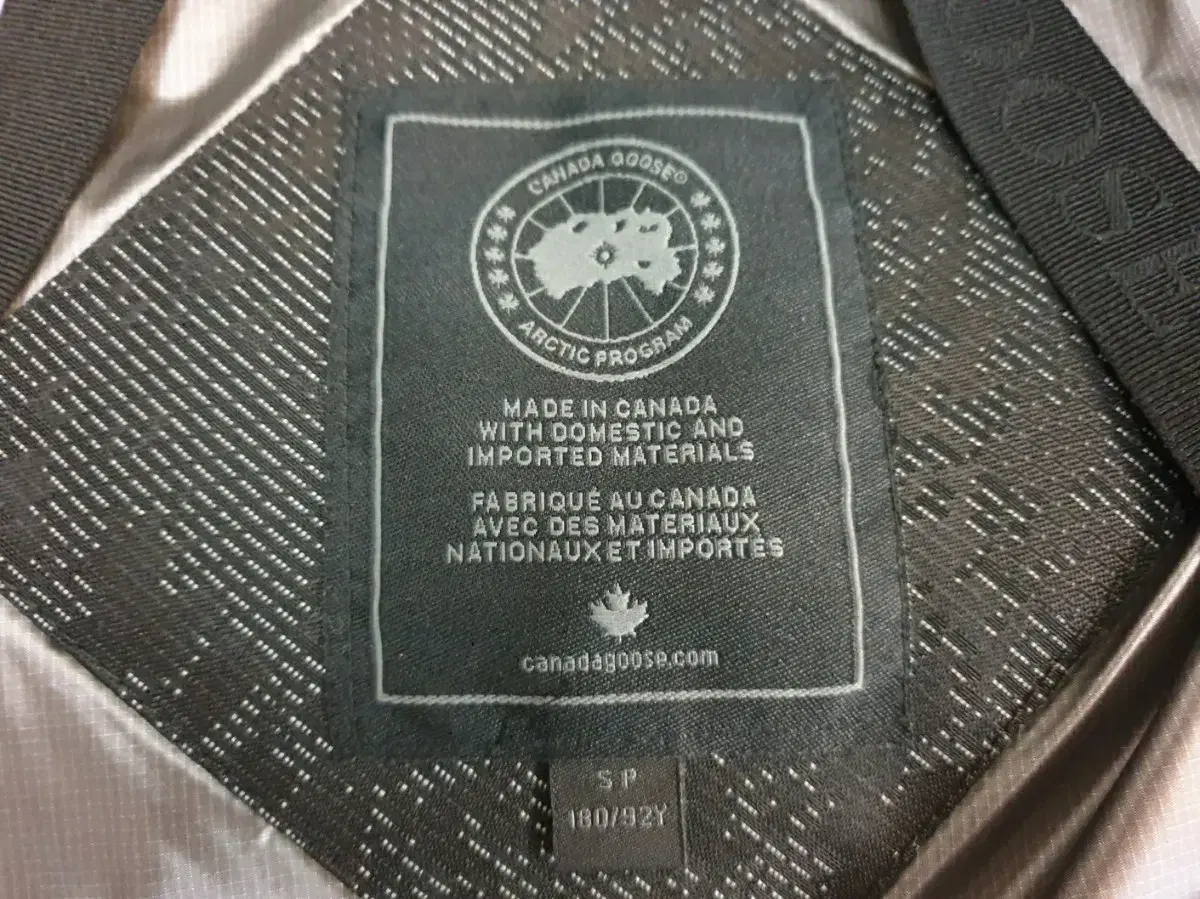 CANADA GOOSE®
ARCTIC PROGRAM
MADE IN CANADA
WITH DOMESTIC AND
IMPORTED MATERIALS
FABRIQUÉ AU CANADA
AVEC DES MATERIAUX
NATIONAUX ET IMPORTÉS
canadagoose.com
S P
180/92Y